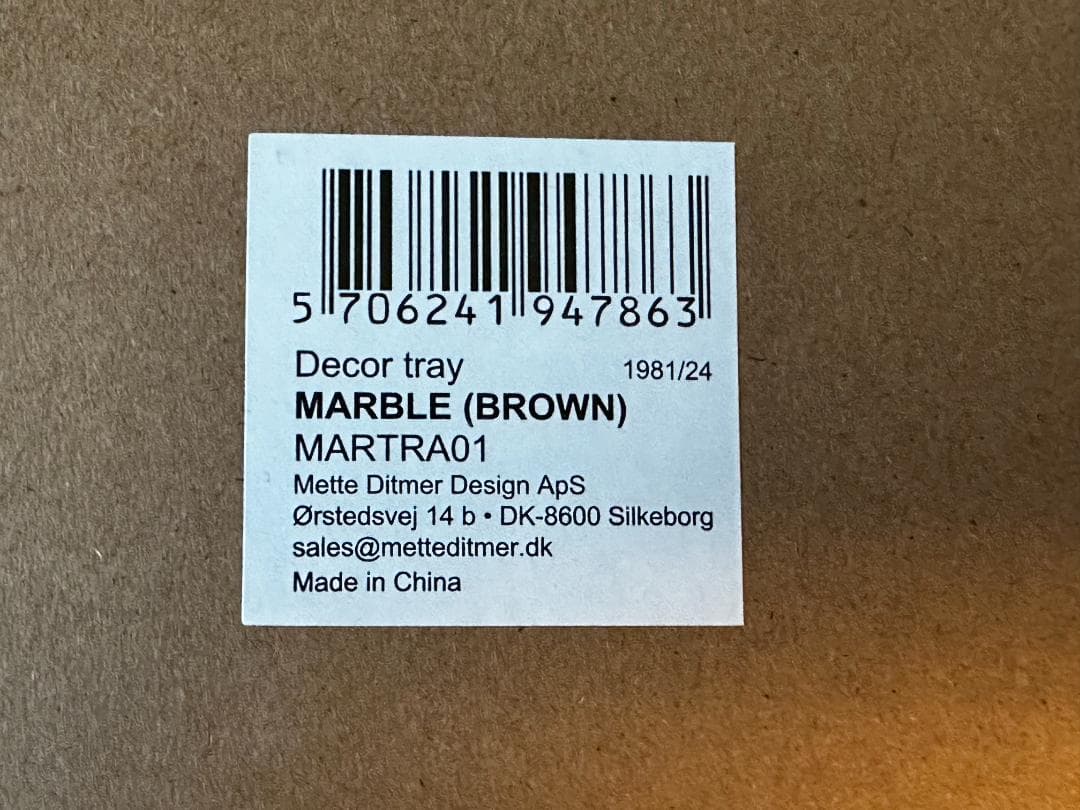 5 706241 947863
Decor tray 1981/24
MARBLE (BROWN)
MARTRA01
Mette Ditmer Design ApS
Ørstedsvej 14 b • DK-8600 Silkeborg
sales@metteditmer.dk
Made in China